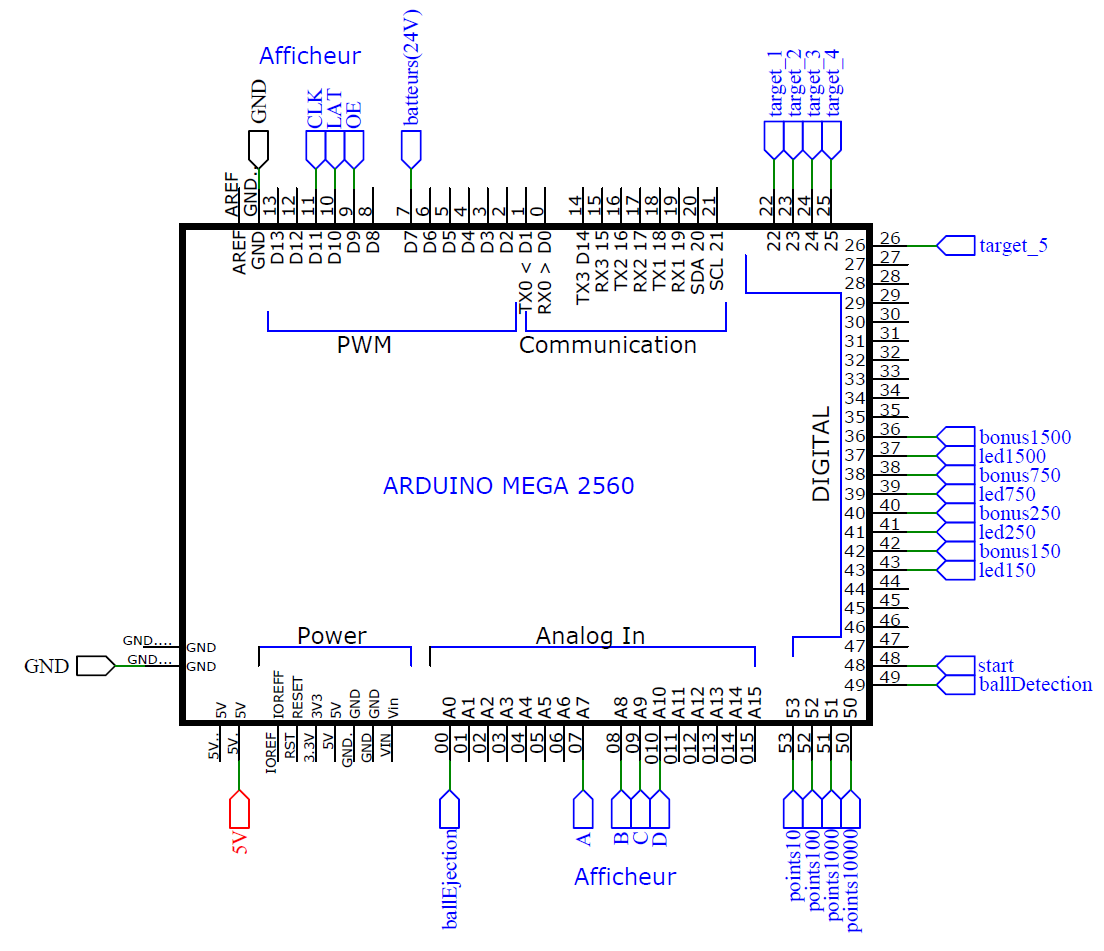 Afficheur
GND
CLK
LAT
OE
batteurs(24V)
target_1
target_2
target_3
target_4
AREF
GND.
13
12
11
10
9
8
7
6
5
4
3
2
1
0
14
15
16
17
18
19
20
21
22
23
24
25
AREF
GND
D13
D12
D11
D10
D9
D8
D7
D6
D5
D4
D3
D2
TX0 < D1
RX0 > D0
TX3 D14
RX3 15
TX2 16
RX2 17
TX1 18
RX1 19
SDA 20
SCL 21
22
23
24
25
PWM
Communication
DIGITAL
ARDUINO MEGA 2560
26 26 target_5
27 27
28 28
29 29
30 30
31 31
32 32
33 33
34 34
35 35
36 36 bonus1500
37 37 led1500
38 38 bonus750
39 39 led750
40 40 bonus250
41 41 led250
42 42 bonus150
43 43 led150
44 44
45 45
46 46
47 47
48 48 start
49 49 ballDetection
GND.... GND
GND GND... GND
Power
Analog In
5V
5V
IOREFF
RESET
3V3
5V
GND
GND
Vin
A0
A1
A2
A3
A4
A5
A6
A7
A8
A9
A10
A11
A12
A13
A14
A15
53
52
51
50
5V..
5V.
IOREF
RST
3.3V
5V
GND..
GND
VIN
00
01
02
03
04
05
06
07
08
09
010
011
012
013
014
015
53
52
51
50
5V
ballEjection
A
B
C
D
Afficheur
points10
points100
points1000
points10000